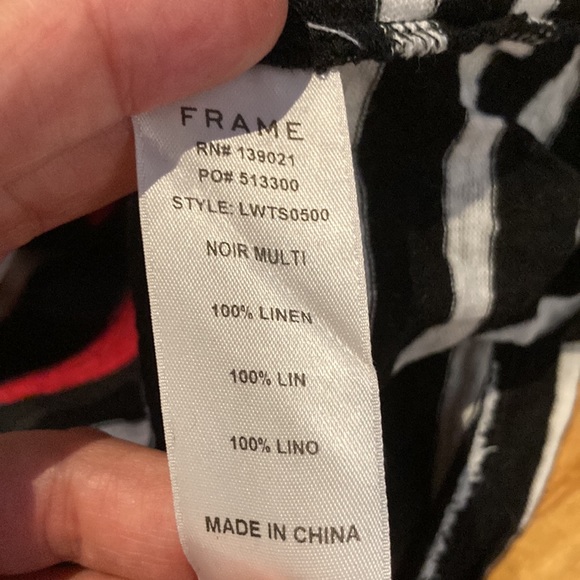 FRAME
RN# 139021
PO# 513300
STYLE: LWTS0500
NOIR MULTI
100% LINEN
100% LIN
100% LINO
MADE IN CHINA